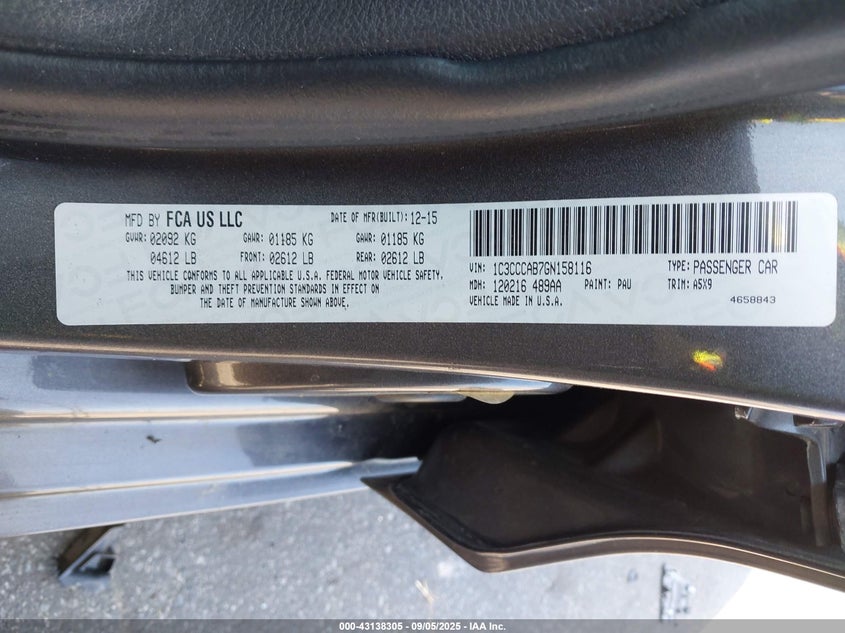 MFD BY FCA US LLC DATE OF MFR(BUILT): 12-15
GVWR: 02092 KG GAWR: 01185 KG GAWR: 01185 KG
04612 LB FRONT: 02612 LB REAR: 02612 LB
THIS VEHICLE CONFORMS TO ALL APPLICABLE U.S.A. FEDERAL MOTOR VEHICLE SAFETY,
BUMPER AND THEFT PREVENTION STANDARDS IN EFFECT ON
THE DATE OF MANUFACTURE SHOWN ABOVE.
VIN: 1C3CCCAB7GN158116 TYPE: PASSENGER CAR
MDH: 120216 489AA PAINT: PAU TRIM: A5X9
VEHICLE MADE IN U.S.A. 4658843
000-43138305 - 09/05/2025 - IAA Inc.